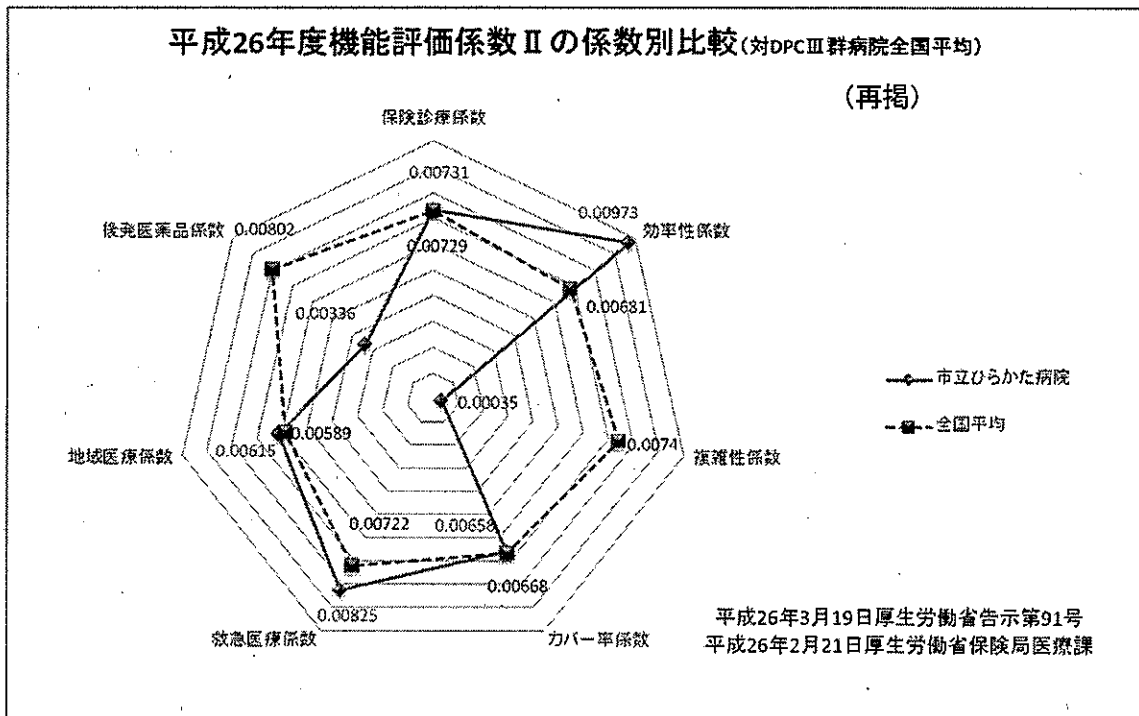 平成26年度機能評価係数Ⅱの係数別比較(対DPCⅢ群病院全国平均)
(再掲)
保険診療係数
0.00731
0.00973
後発医薬品係数
0.00802
効率性係数
0.00729
0.00336
0.00681
0.00035
市立ひらかた病院
全国平均
0.00589
0.00615
0.0074
地域医療係数
複雑性係数
0.00722
0.00658
0.00668
0.00825
救急医療係数
カバー率係数
平成26年3月19日厚生労働省告示第91号
平成26年2月21日厚生労働省保険局医療課